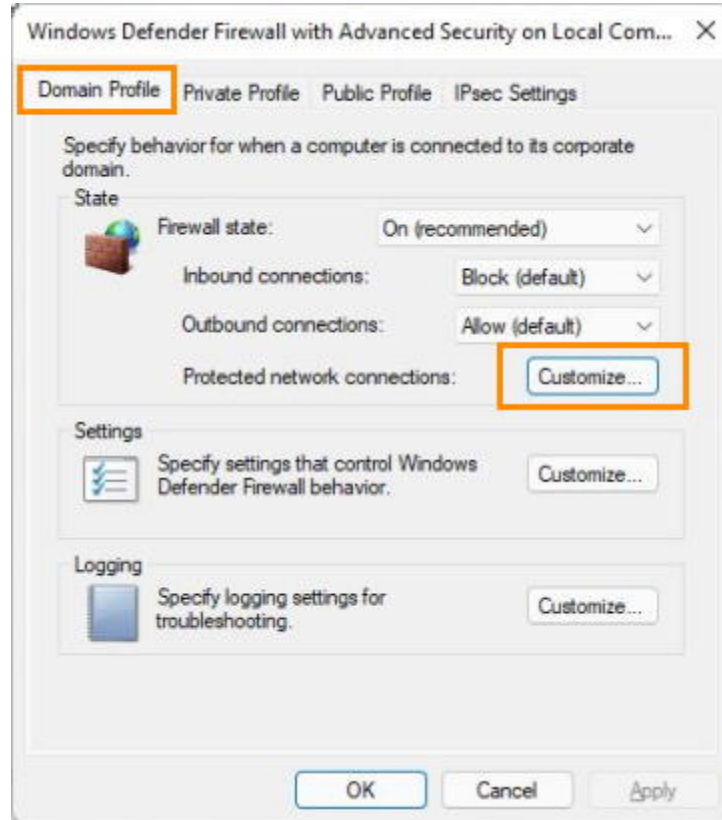 Windows Defender Firewall with Advanced Security on Local Com...
Domain Profile Private Profile Public Profile IPsec Settings
Specify behavior for when a computer is connected to its corporate
domain.
State
Firewall state: On (recommended)
Inbound connections: Block (default)
Outbound connections: Allow (default)
Protected network connections: Customize...
Settings
Specify settings that control Windows
Defender Firewall behavior.
Customize...
Logging
Specify logging settings for
troubleshooting.
Customize...
OK Cancel Apply